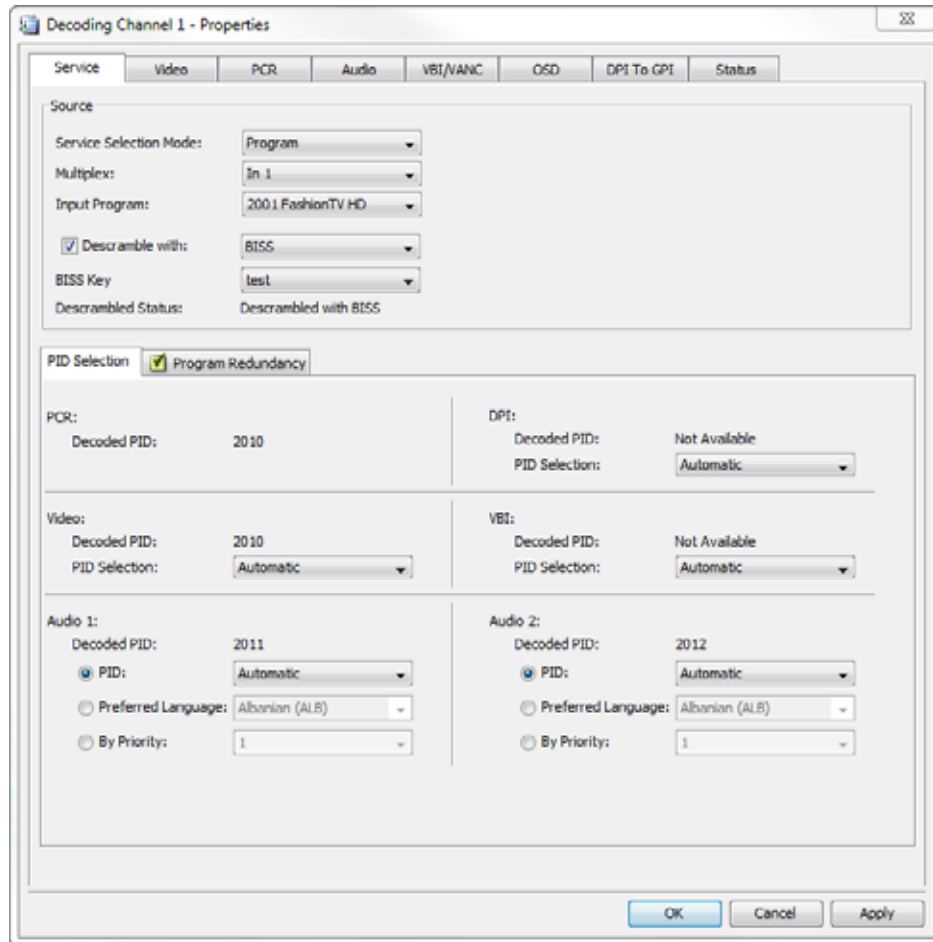 Decoding Channel 1 - Properties
Service Video PCR Audio VBI/VANC OSD DPI To GPI Status
Source
Service Selection Mode: Program
Multiplex: In 1
Input Program: 2001 FashionTV HD
Descramble with: BISS
BISS Key test
Descrambled Status: Descrambled with BISS
PID Selection Program Redundancy
PCR:
Decoded PID: 2010
DPI:
Decoded PID: Not Available
PID Selection: Automatic
Video:
Decoded PID: 2010
PID Selection: Automatic
VBI:
Decoded PID: Not Available
PID Selection: Automatic
Audio 1:
Decoded PID: 2011
PID: Automatic
Preferred Language: Albanian (ALB)
By Priority: 1
Audio 2:
Decoded PID: 2012
PID: Automatic
Preferred Language: Albanian (ALB)
By Priority: 1
OK Cancel Apply